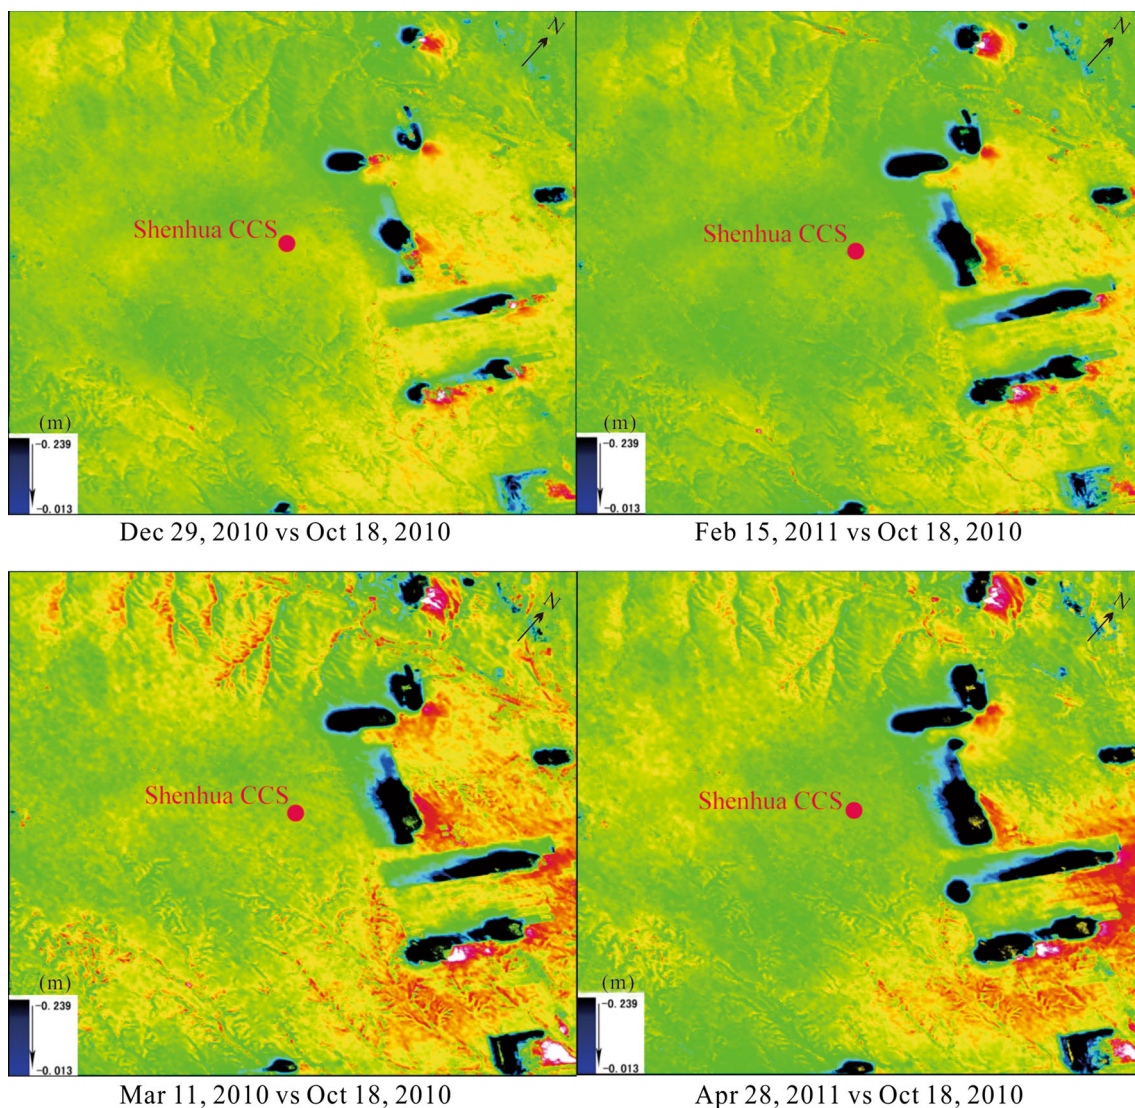 N
N
Shenhua CCS
Shenhua CCS
(m)
-0.239
-0.013
(m)
-0.239
-0.013
Dec 29, 2010 vs Oct 18, 2010
Feb 15, 2011 vs Oct 18, 2010
N
N
Shenhua CCS
Shenhua CCS
(m)
-0.239
-0.013
(m)
-0.239
-0.013
Mar 11, 2010 vs Oct 18, 2010
Apr 28, 2011 vs Oct 18, 2010